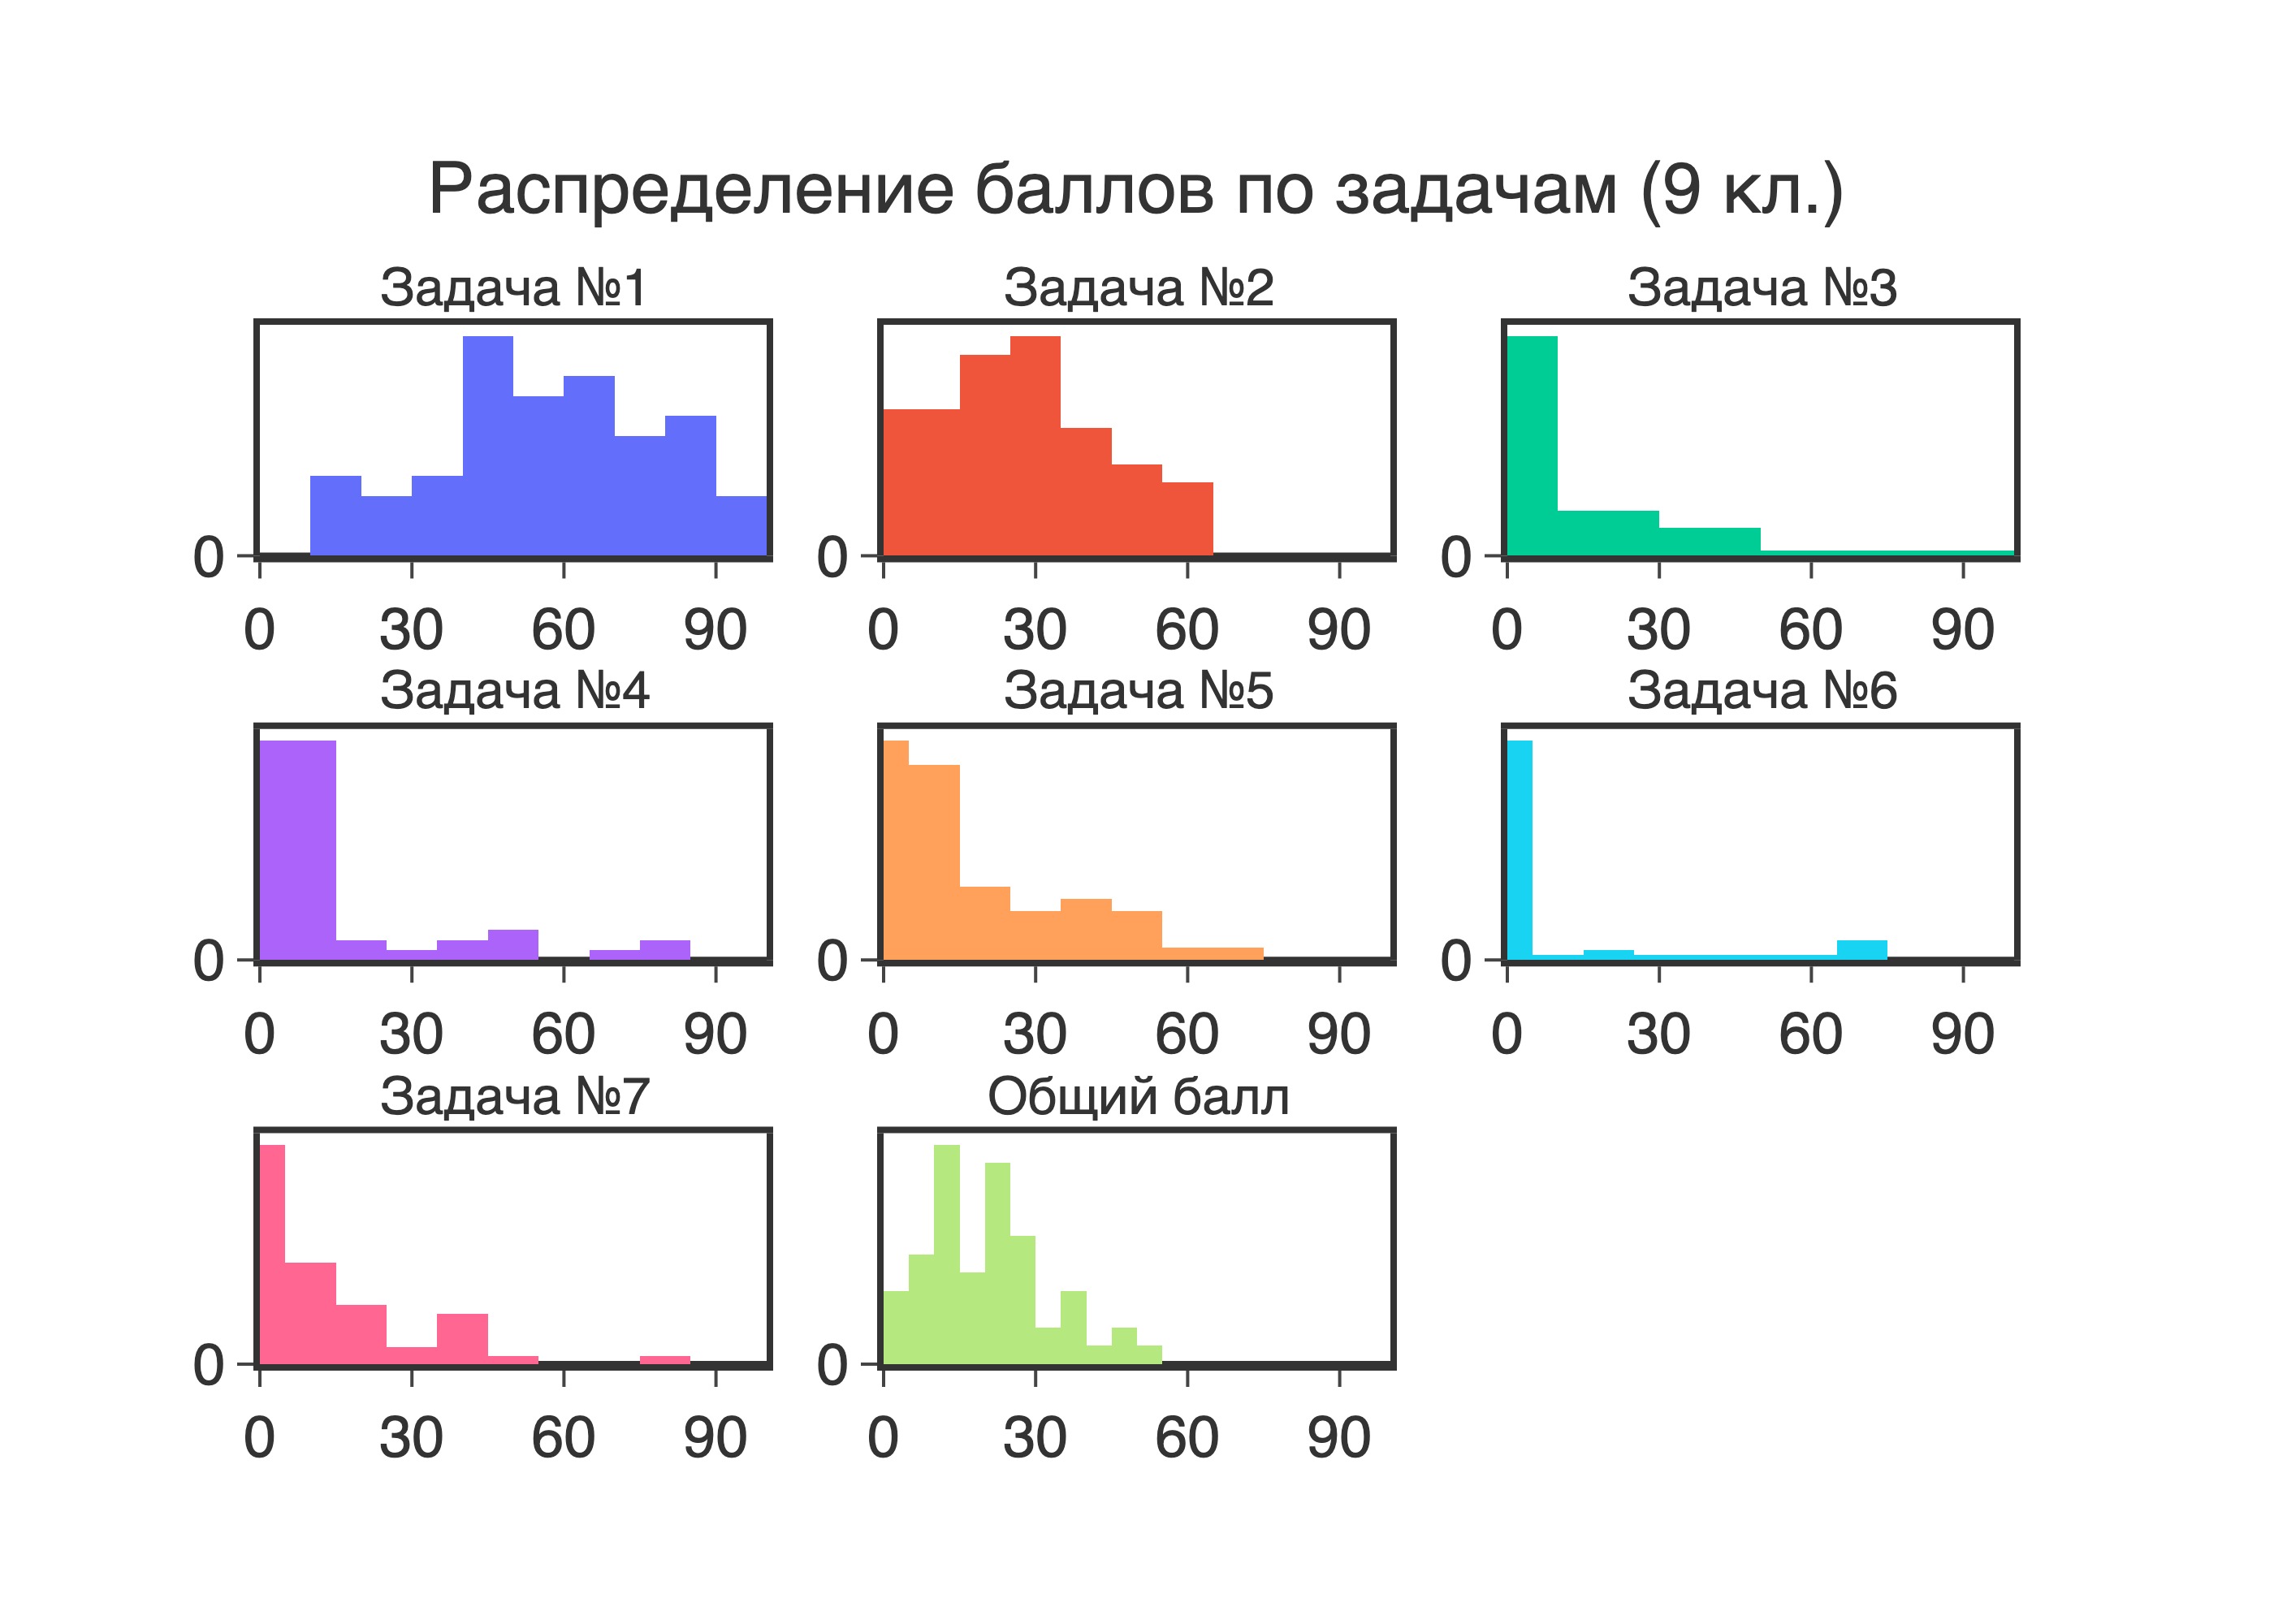 Распределение баллов по задачам (9 кл.)
Задача №1 Задача №2 Задача №3
0 0 0
0 30 60 90 0 30 60 90 0 30 60 90
Задача №4 Задача №5 Задача №6
0 0 0
0 30 60 90 0 30 60 90 0 30 60 90
Задача №7 Общий балл
0 0
0 30 60 90 0 30 60 90